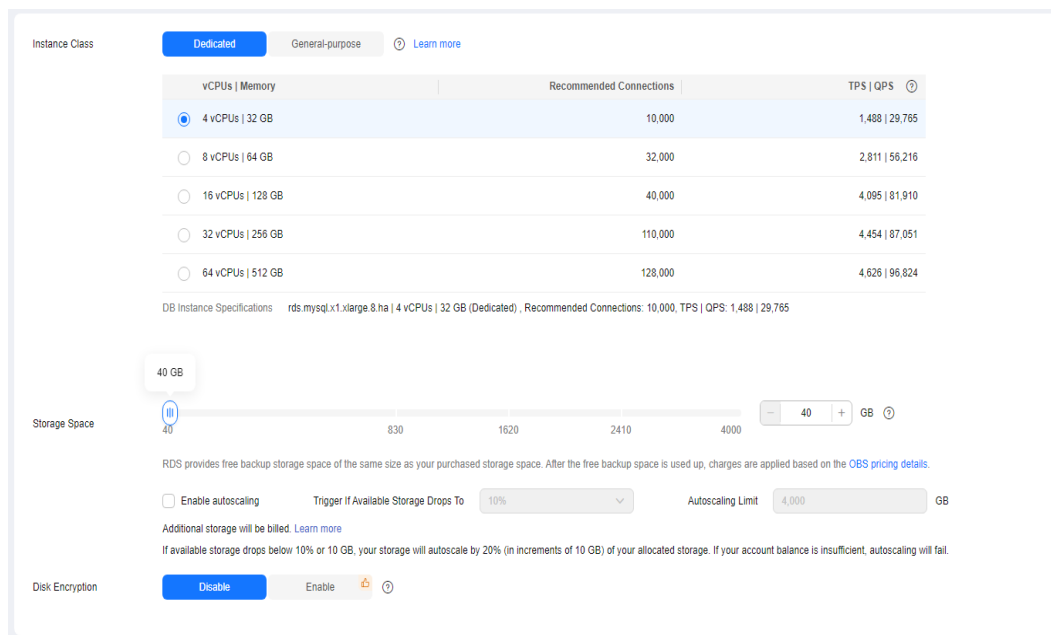 Instance Class Dedicated General-purpose ? Learn more
vCPUs | Memory Recommended Connections TPS | QPS ?
4 vCPUs | 32 GB 10,000 1,488 | 29,765
8 vCPUs | 64 GB 32,000 2,811 | 56,216
16 vCPUs | 128 GB 40,000 4,095 | 81,910
32 vCPUs | 256 GB 110,000 4,454 | 87,051
64 vCPUs | 512 GB 128,000 4,626 | 96,824
DB Instance Specifications rds.mysql.x1.xlarge.8.ha | 4 vCPUs | 32 GB (Dedicated) , Recommended Connections: 10,000, TPS | QPS: 1,488 | 29,765
40 GB
Storage Space − 40 + GB ?
40 830 1620 2410 4000
RDS provides free backup storage space of the same size as your purchased storage space. After the free backup space is used up, charges are applied based on the OBS pricing details.
Enable autoscaling Trigger If Available Storage Drops To 10% Autoscaling Limit 4,000 GB
Additional storage will be billed. Learn more
If available storage drops below 10% or 10 GB, your storage will autoscale by 20% (in increments of 10 GB) of your allocated storage. If your account balance is insufficient, autoscaling will fail.
Disk Encryption Disable Enable ?